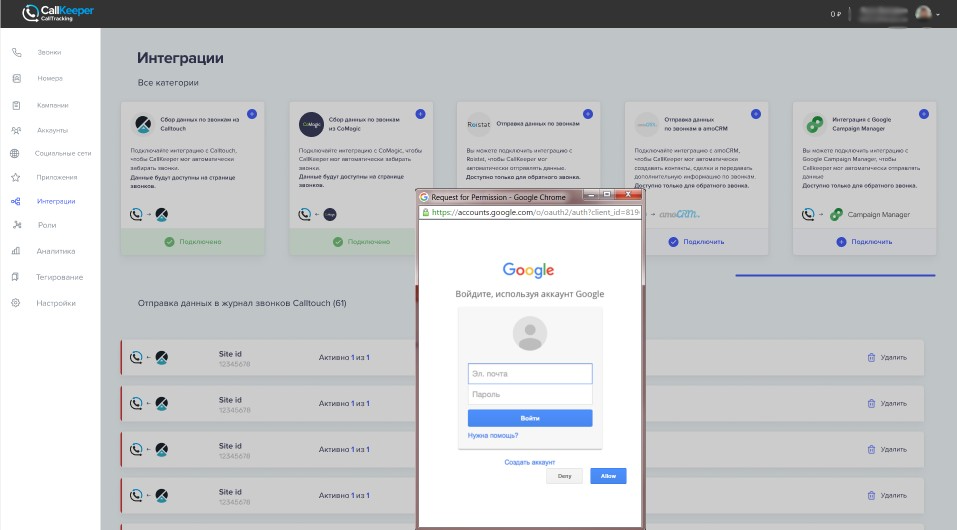 CallKeeper
CallTracking
0 ₽
Звонки
Номера
Кампании
Аккаунты
Социальные сети
Приложения
Интеграции
Роли
Аналитика
Тегирование
Настройки
Интеграции
Все категории
Сбор данных по звонкам из
Calltouch
Подключайте интеграцию с Calltouch,
чтобы CallKeeper мог автоматически забирать
звонки.
Данные будут доступны на странице
звонков.
Подключено
CoMagic
Сбор данных по звонкам
из CoMagic
Подключайте интеграцию с CoMagic, чтобы
CallKeeper мог автоматически забирать
звонки.
Данные будут доступны на странице
звонков.
CoMagic
Подключено
Roistat
Отправка данных по звонкам
Вы можете подключить интеграцию с
Roistat, чтобы CallKeeper мог
автоматически отправлять данные.
Доступно только для обратного звонка.
amoCRM
Отправка данных
по звонкам в amoCRM
Подключайте интеграцию с amoCRM,
чтобы CallKeeper мог автоматически
создавать контакты, сделки и передавать
дополнительную информацию по звонкам.
Доступно только для обратного звонка.
amoCRM
Подключить
Интеграция с Google
Campaign Manager
Вы можете подключить интеграцию с
Google Campaign Manager, чтобы
CallKeeper мог автоматически отправлять
данные
Доступно только для обратного звонка.
Campaign Manager
Подключить
Отправка данных в журнал звонков Calltouch (61)
Site id
12345678
Активно 1 из 1
Удалить
Site id
12345678
Активно 1 из 1
Удалить
Site id
12345678
Активно 1 из 1
Удалить
Site id
12345678
Активно 1 из 1
Удалить
Request for Permission - Google Chrome
https://accounts.google.com/o/oauth2/auth?client_id=819
Google
Войдите, используя аккаунт Google
Эл. почта
Пароль
Войти
Нужна помощь?
Создать аккаунт
Deny
Allow